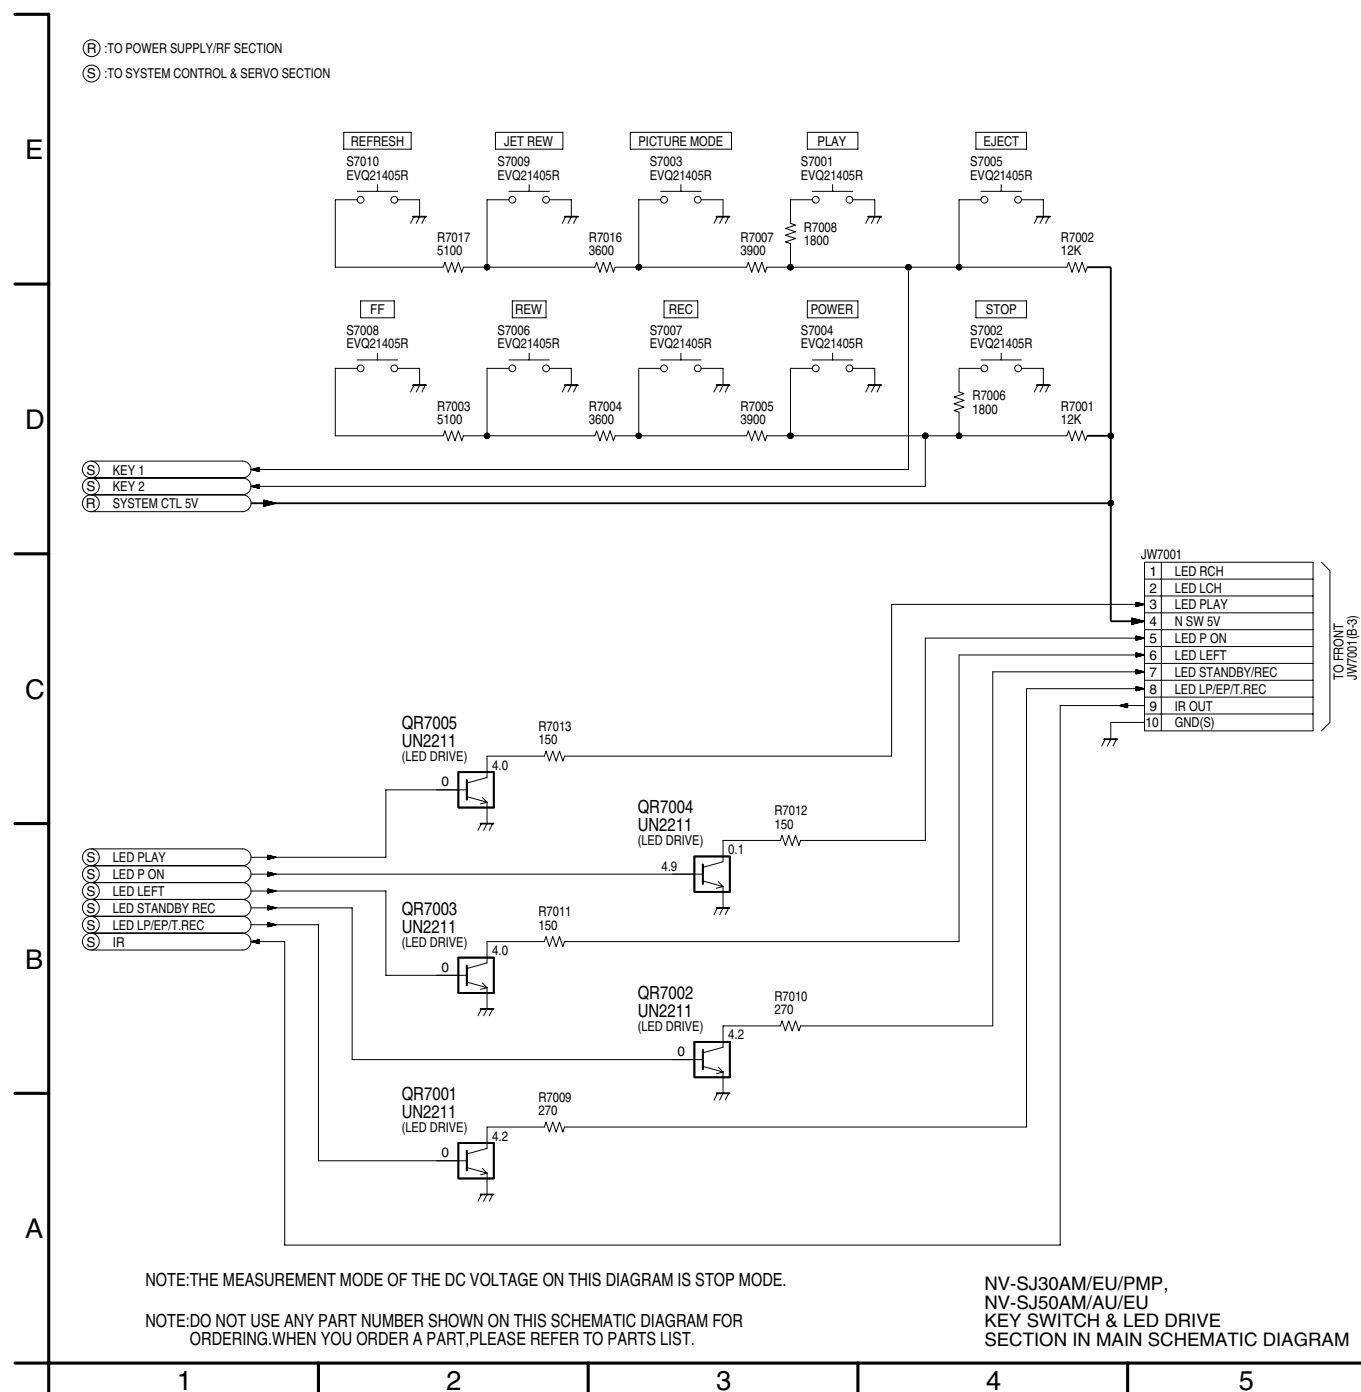 R :TO POWER SUPPLY/RF SECTION
S :TO SYSTEM CONTROL & SERVO SECTION
E
REFRESH
S7010
EVQ21405R
JET REW
S7009
EVQ21405R
PICTURE MODE
S7003
EVQ21405R
PLAY
S7001
EVQ21405R
EJECT
S7005
EVQ21405R
R7017
5100
R7016
3600
R7007
3900
R7008
1800
R7002
12K
D
FF
S7008
EVQ21405R
REW
S7006
EVQ21405R
REC
S7007
EVQ21405R
POWER
S7004
EVQ21405R
STOP
S7002
EVQ21405R
R7003
5100
R7004
3600
R7005
3900
R7006
1800
R7001
12K
S KEY 1
S KEY 2
R SYSTEM CTL 5V
C
JW7001
1 LED RCH
2 LED LCH
3 LED PLAY
4 N SW 5V
5 LED P ON
6 LED LEFT
7 LED STANDBY/REC
8 LED LP/EP/T.REC
9 IR OUT
10 GND(S)
TO FRONT
JW7001(B-3)
QR7005
UN2211
(LED DRIVE)
R7013
150
0
4.0
QR7004
UN2211
(LED DRIVE)
R7012
150
4.9
0.1
B
S LED PLAY
S LED P ON
S LED LEFT
S LED STANDBY REC
S LED LP/EP/T.REC
S IR
QR7003
UN2211
(LED DRIVE)
R7011
150
0
4.0
QR7002
UN2211
(LED DRIVE)
R7010
270
0
4.2
A
QR7001
UN2211
(LED DRIVE)
R7009
270
0
4.2
NOTE:THE MEASUREMENT MODE OF THE DC VOLTAGE ON THIS DIAGRAM IS STOP MODE.
NOTE:DO NOT USE ANY PART NUMBER SHOWN ON THIS SCHEMATIC DIAGRAM FOR
ORDERING.WHEN YOU ORDER A PART,PLEASE REFER TO PARTS LIST.
NV-SJ30AM/EU/PMP,
NV-SJ50AM/AU/EU
KEY SWITCH & LED DRIVE
SECTION IN MAIN SCHEMATIC DIAGRAM
1 2 3 4 5